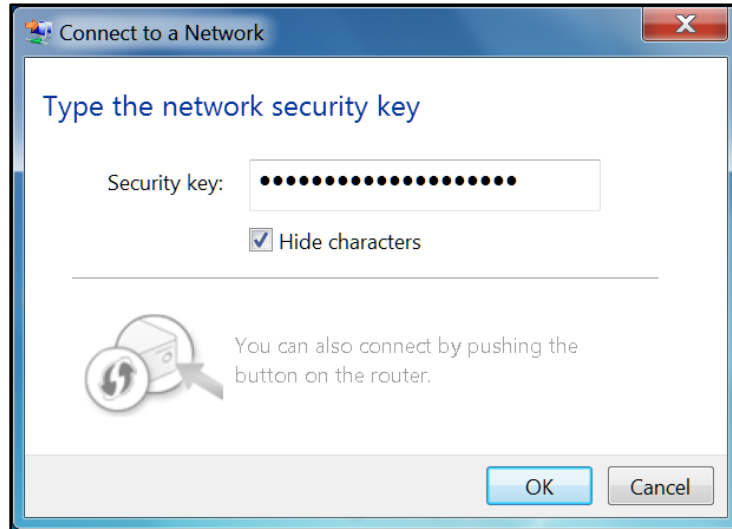 Connect to a Network
Type the network security key
Security key: ●●●●●●●●●●●●●●●●●●●●
Hide characters
You can also connect by pushing the
button on the router.
OK Cancel